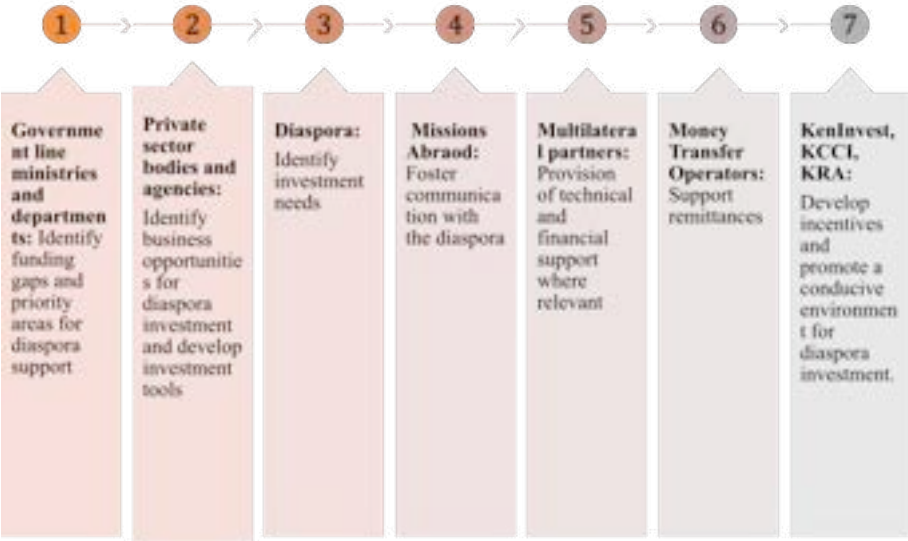 1 2 3 4 5 6 7
Governme
nt line
ministries
and
departmen
ts: Identify
funding
gaps and
priority
areas for
diaspora
support
Private
sector
bodies and
agencies:
Identify
business
opportunitie
s for
diaspora
investment
and develop
investment
tools
Diaspora:
Identify
investment
needs
Missions
Abraod:
Foster
communica
tion with
the diaspora
Multilatera
l partners:
Provision
of technical
and
financial
support
where
relevant
Money
Transfer
Operators:
Support
remittances
KenInvest,
KCCI,
KRA:
Develop
incentives
and
promote a
conducive
environmen
t for
diaspora
investment.